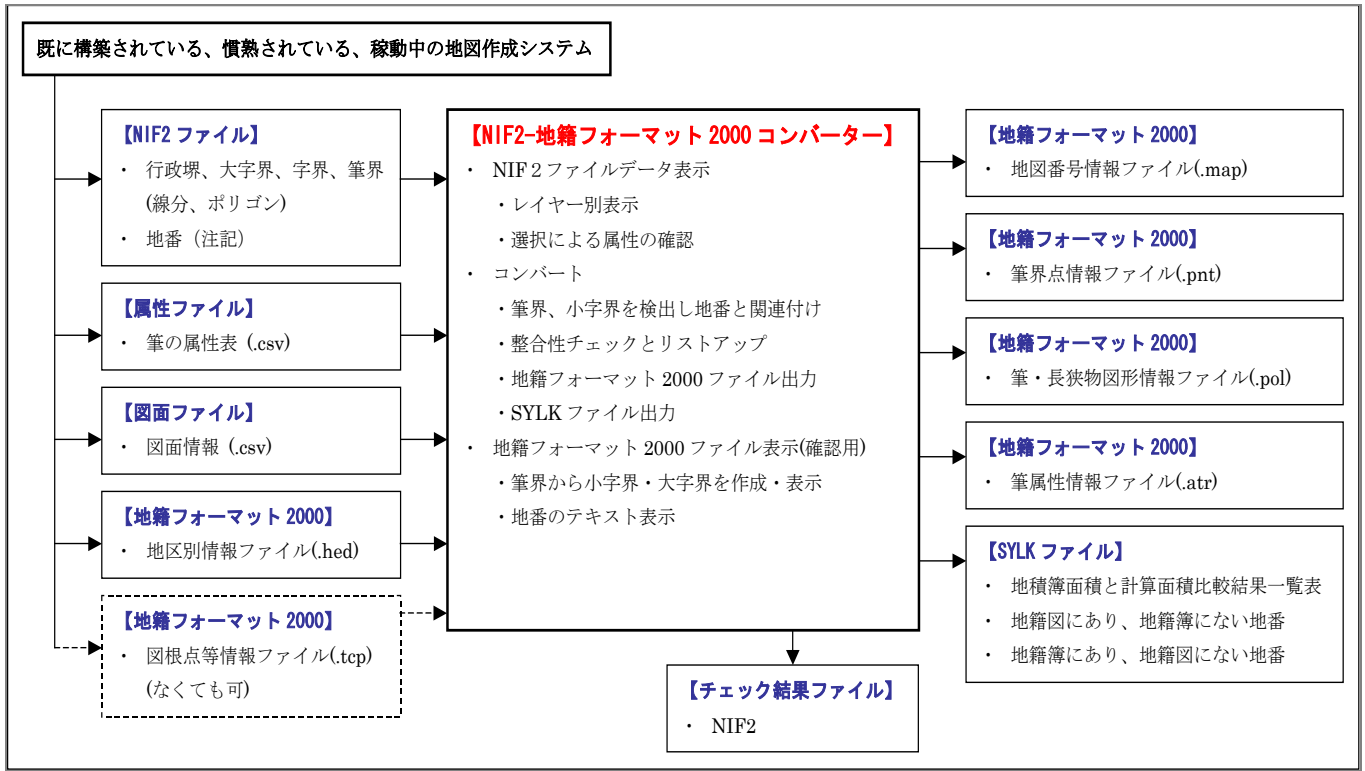 既に構築されている、慣熟されている、稼動中の地図作成システム
【NIF2 ファイル】
・ 行政堺、大字界、字界、筆界
(線分、ポリゴン)
・ 地番（注記）
【属性ファイル】
・ 筆の属性表 (.csv)
【図面ファイル】
・ 図面情報 (.csv)
【地籍フォーマット 2000】
・ 地区別情報ファイル(.hed)
【地籍フォーマット 2000】
・ 図根点等情報ファイル(.tcp)
(なくても可)
【NIF2-地籍フォーマット 2000 コンバーター】
・ NIF２ファイルデータ表示
・レイヤー別表示
・選択による属性の確認
・ コンバート
・筆界、小字界を検出し地番と関連付け
・整合性チェックとリストアップ
・地籍フォーマット 2000 ファイル出力
・SYLK ファイル出力
・ 地籍フォーマット 2000 ファイル表示(確認用)
・筆界から小字界・大字界を作成・表示
・地番のテキスト表示
【チェック結果ファイル】
・ NIF2
【地籍フォーマット 2000】
・ 地図番号情報ファイル(.map)
【地籍フォーマット 2000】
・ 筆界点情報ファイル(.pnt)
【地籍フォーマット 2000】
・ 筆・長狭物図形情報ファイル(.pol)
【地籍フォーマット 2000】
・ 筆属性情報ファイル(.atr)
【SYLK ファイル】
・ 地積簿面積と計算面積比較結果一覧表
・ 地籍図にあり、地籍簿にない地番
・ 地籍簿にあり、地籍図にない地番